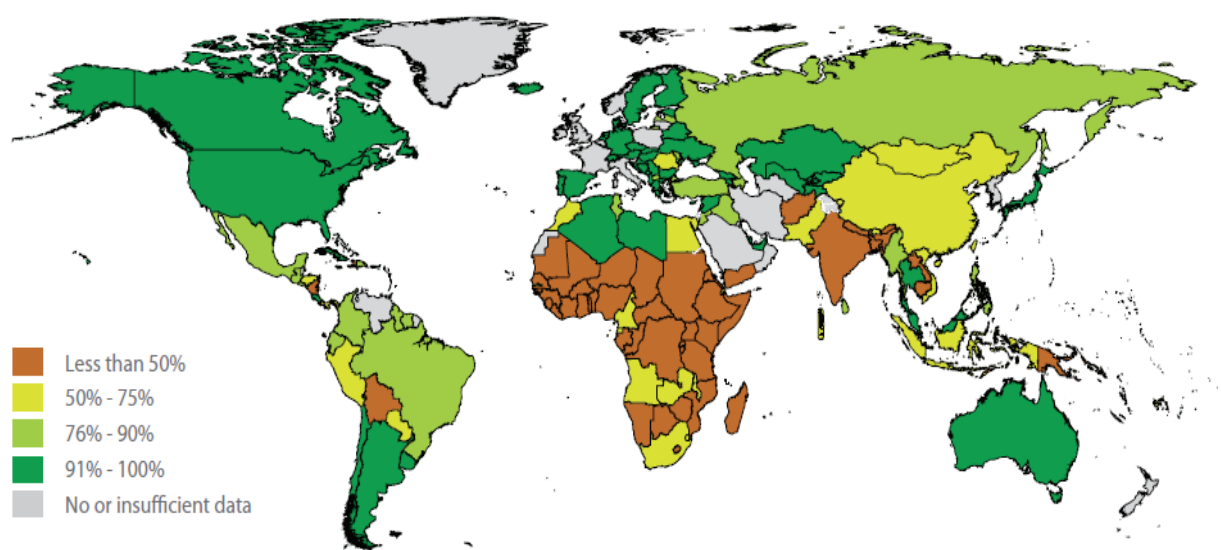 Less than 50%
50% - 75%
76% - 90%
91% - 100%
No or insufficient data